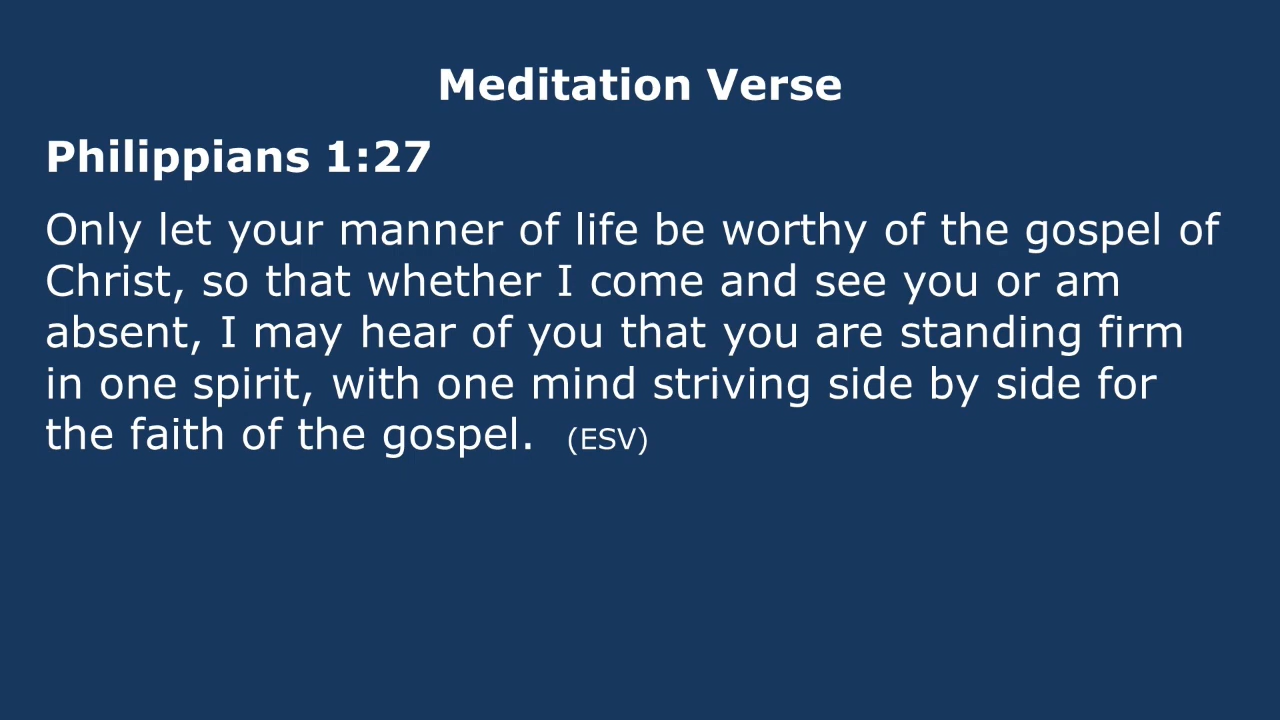 Meditation Verse
Philippians 1:27
Only let your manner of life be worthy of the gospel of
Christ, so that whether I come and see you or am
absent, I may hear of you that you are standing firm
in one spirit, with one mind striving side by side for
the faith of the gospel. (ESV)